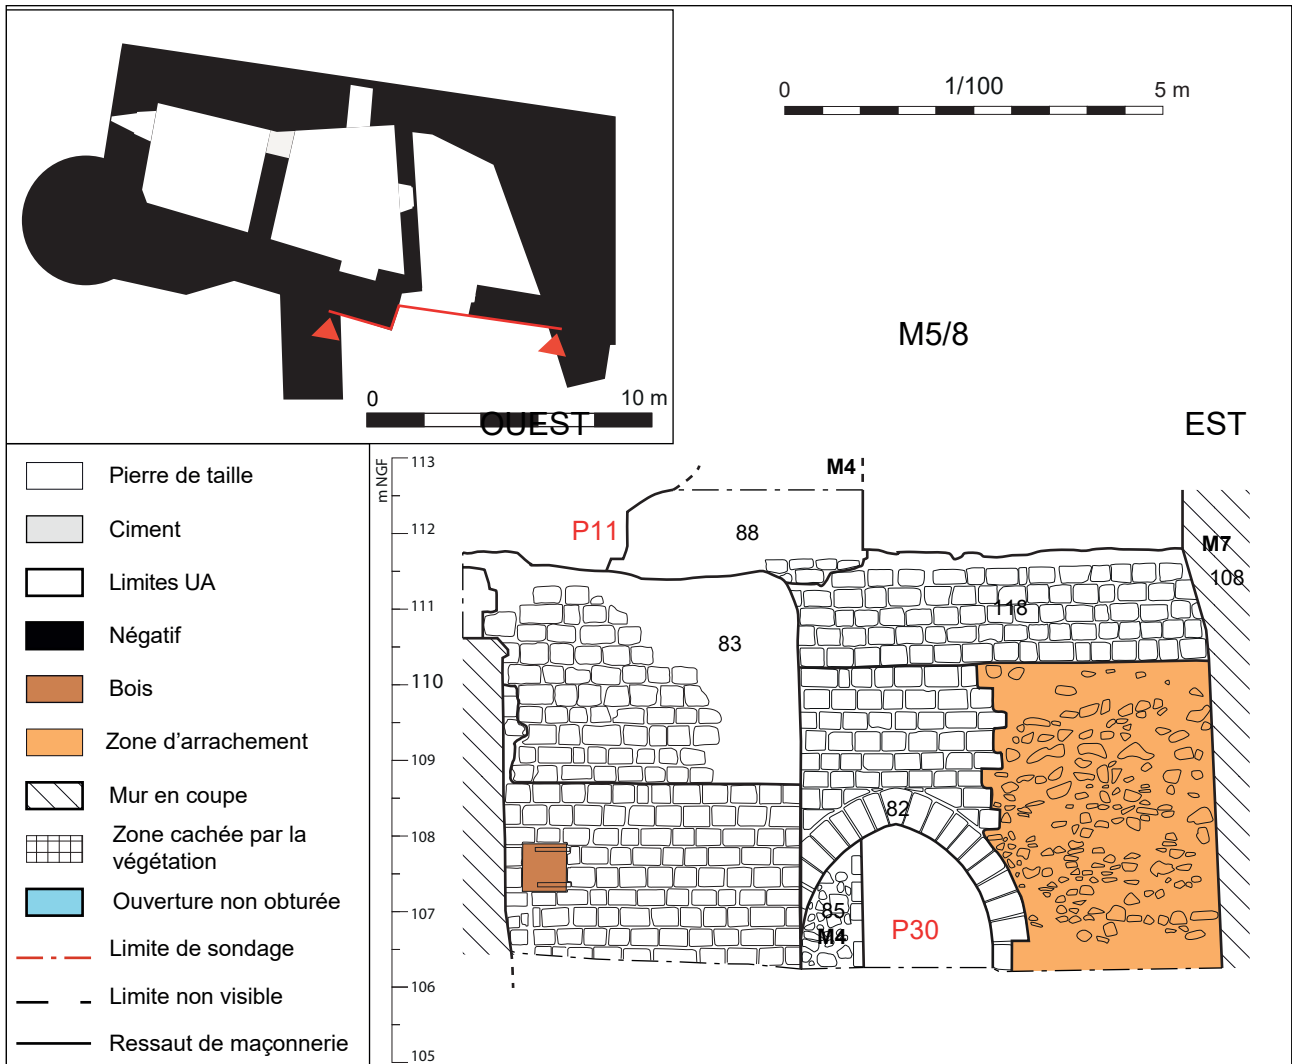 0 1/100 5 m
M5/8
0 10 m
OUEST EST
Pierre de taille
Ciment
Limites UA
Négatif
Bois
Zone d'arrachement
Mur en coupe
Zone cachée par la
végétation
Ouverture non obturée
Limite de sondage
Limite non visible
Ressaut de maçonnerie
m NGF
113
112
111
110
109
108
107
106
105
M4
P11
88
M7
108
118
83
82
85
M4
P30